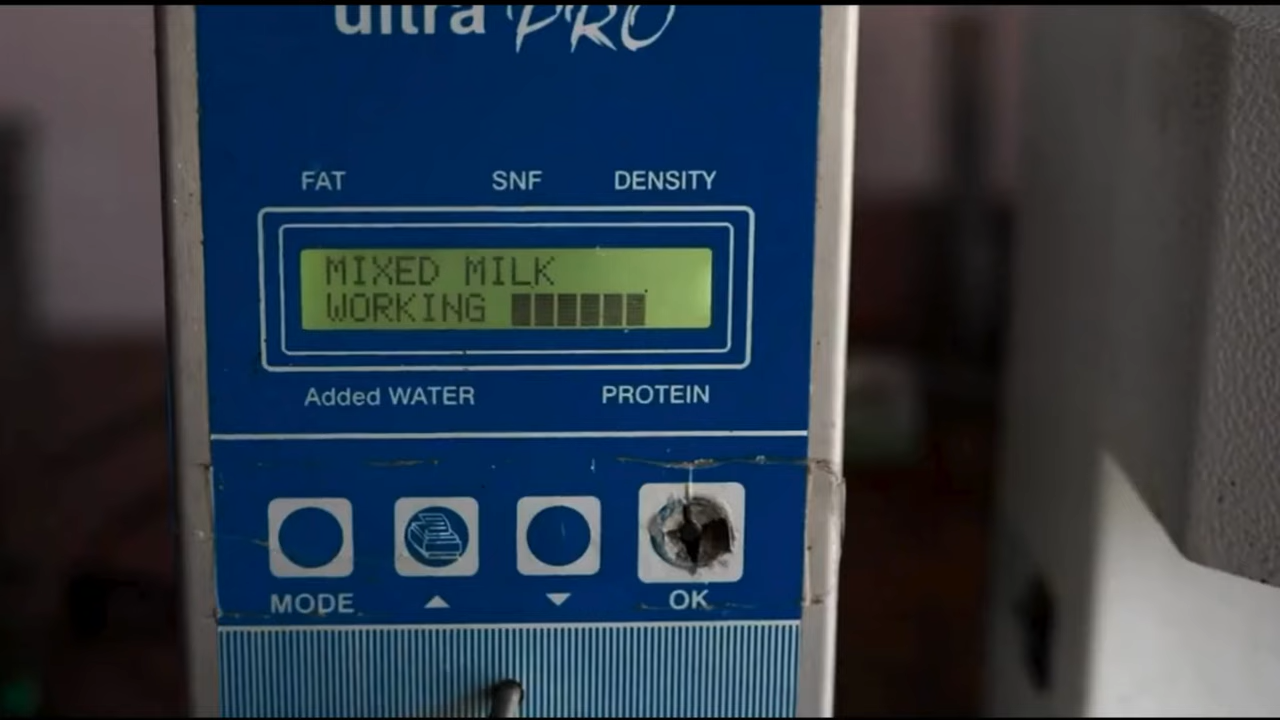 ultra PRO
FAT SNF DENSITY
MIXED MILK
WORKING
Added WATER PROTEIN
MODE OK